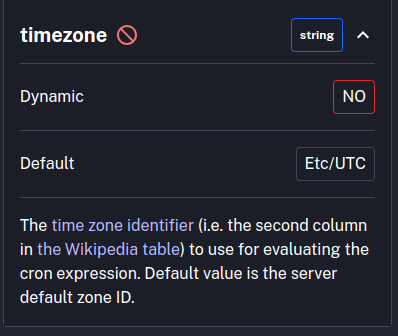 timezone
string
Dynamic
NO
Default
Etc/UTC
The time zone identifier (i.e. the second column
in the Wikipedia table) to use for evaluating the
cron expression. Default value is the server
default zone ID.